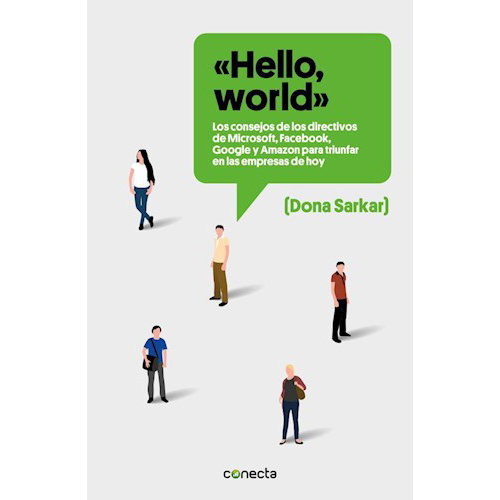 «Hello,
world»
Los consejos de los directivos
de Microsoft, Facebook,
Google y Amazon para triunfar
en las empresas de hoy
(Dona Sarkar)
conecta